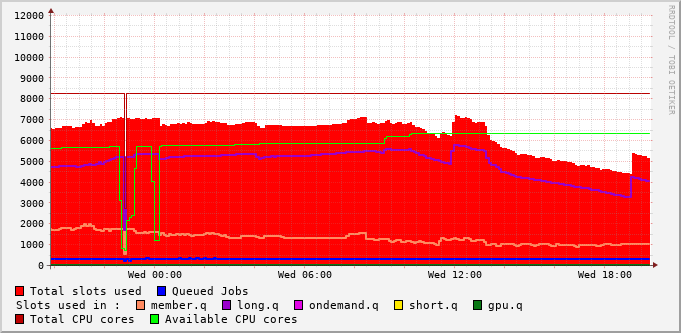 12000
11000
10000
9000
8000
7000
6000
5000
4000
3000
2000
1000
0
Wed 00:00 Wed 06:00 Wed 12:00 Wed 18:00
RRDTOOL / TOBI OETIKER
Total slots used Queued Jobs
Slots used in : member.q long.q ondemand.q short.q gpu.q
Total CPU cores Available CPU cores